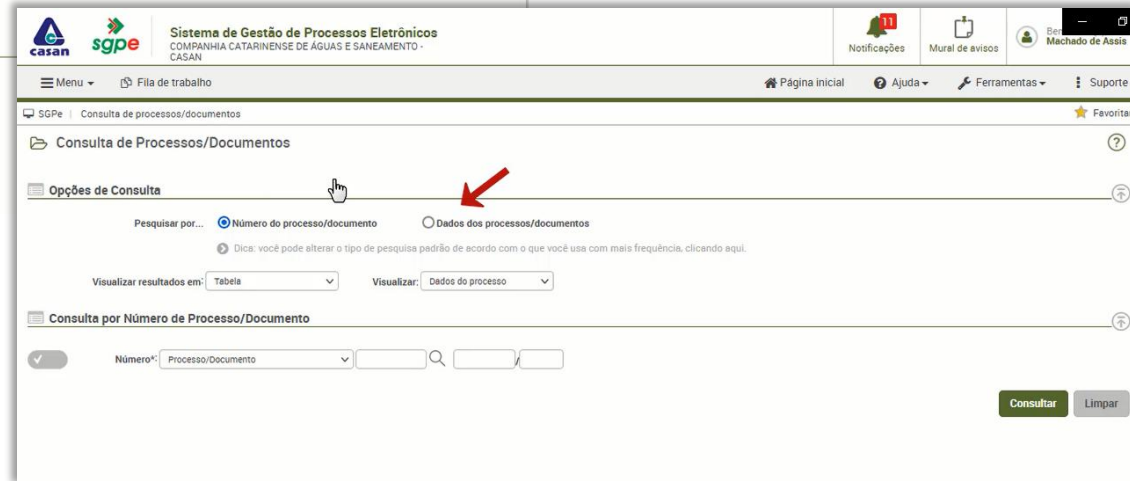 casan
sgpe
Sistema de Gestão de Processos Eletrônicos
COMPANHIA CATARINENSE DE ÁGUAS E SANEAMENTO -
CASAN
11
Notificações
Mural de avisos
Machado de Assis
Menu
Fila de trabalho
Página inicial
Ajuda
Ferramentas
Suporte
SGPe | Consulta de processos/documentos
Favorita
Consulta de Processos/Documentos
?
Opções de Consulta
Pesquisar por... Número do processo/documento Dados dos processos/documentos
Dica: você pode alterar o tipo de pesquisa padrão de acordo com o que você usa com mais frequência, clicando aqui.
Visualizar resultados em: Tabela Visualizar: Dados do processo
Consulta por Número de Processo/Documento
Número*: Processo/Documento /
Consultar Limpar